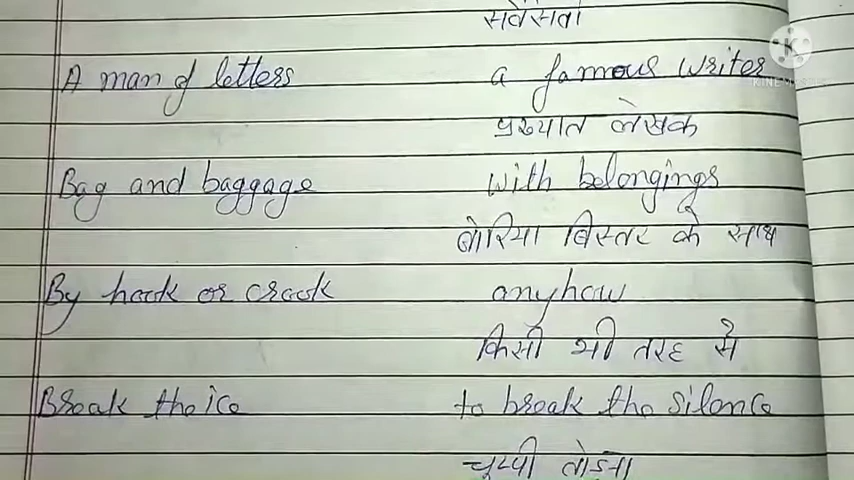 सर्वेसर्वा
A man of letters a famous writer
प्रख्यात लेखक
Bag and baggage with belongings
बोरिया बिस्तर के साथ
By hook or crook anyhow
किसी भी तरह से
Break the ice to break the silence
चुप्पी तोड़ना